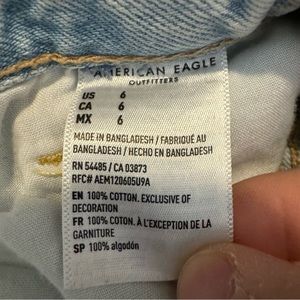 AMERICAN EAGLE
OUTFITTERS
US 6
CA 6
MX 6
MADE IN BANGLADESH / FABRIQUÉ AU
BANGLADESH / HECHO EN BANGLADESH
RN 54485 / CA 03873
RFC# AEM120605U9A
EN 100% COTTON. EXCLUSIVE OF
DECORATION
FR 100% COTON. À L'EXCEPTION DE LA
GARNITURE
SP 100% algodón